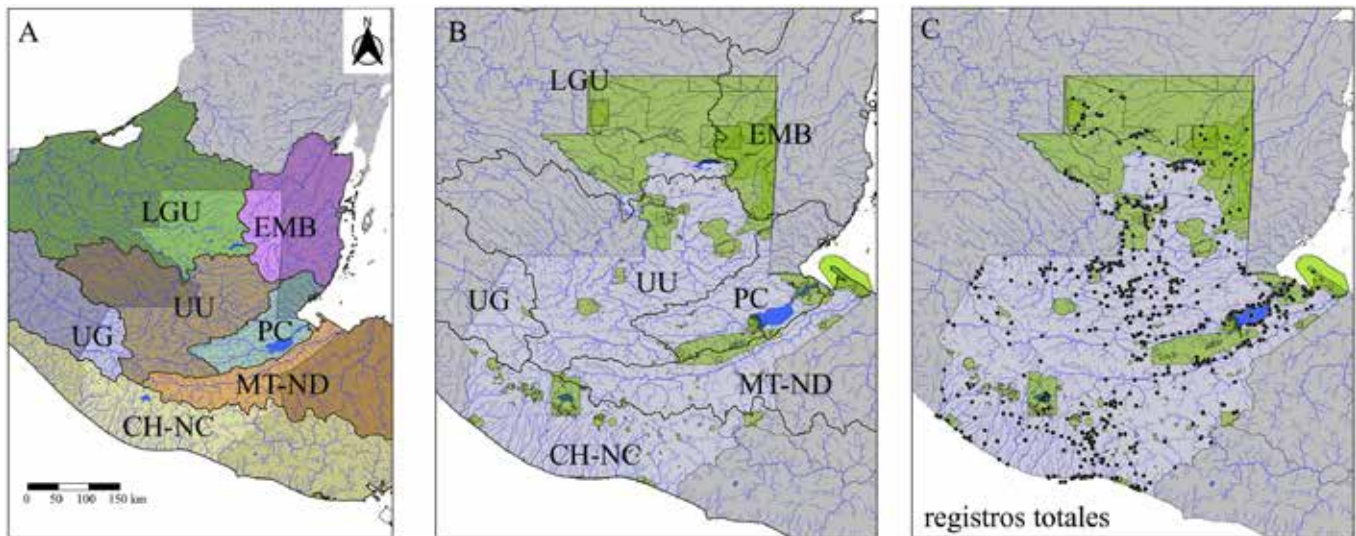 A
N
LGU
EMB
UU
UG
PC
MT-ND
CH-NC
0 50 100 150 km
B
LGU
EMB
UG
UU
PC
MT-ND
CH-NC
C
registros totales